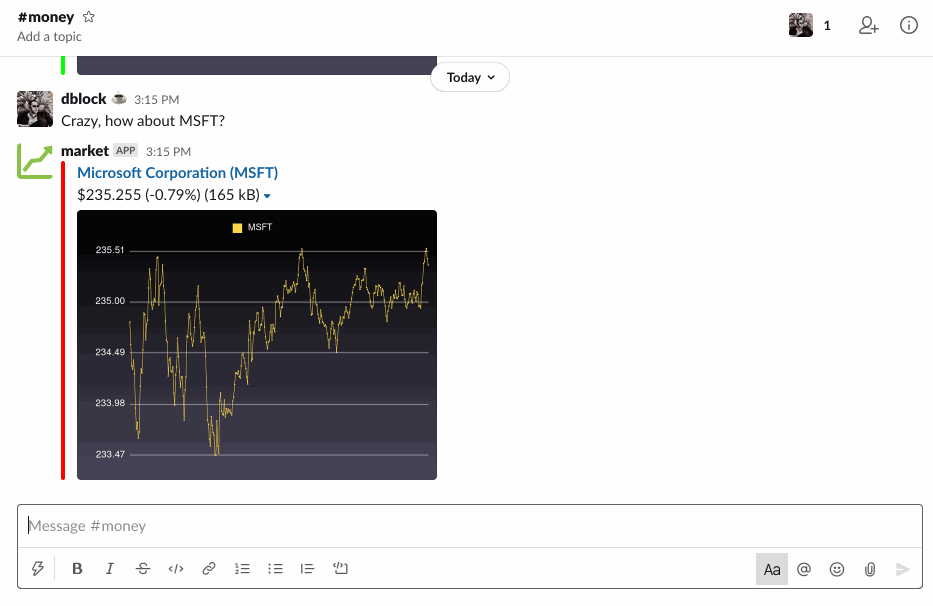 #money
Add a topic
1
Today
dblock 3:15 PM
Crazy, how about MSFT?
market APP 3:15 PM
Microsoft Corporation (MSFT)
$235.255 (-0.79%) (165 kB)
MSFT
235.51
235.00
234.49
233.98
233.47
Message #money
B I S </> Aa @